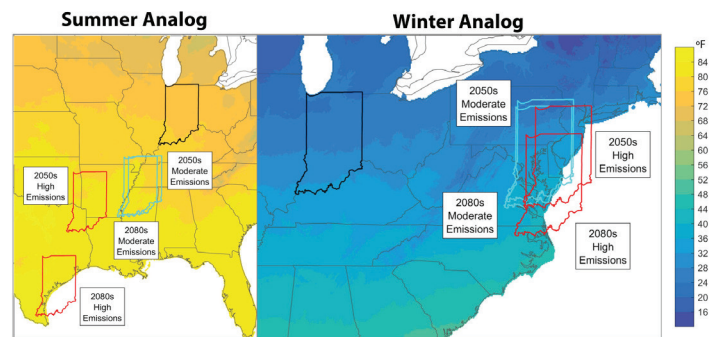 Summer Analog
Winter Analog
2050s
High
Emissions
2050s
Moderate
Emissions
2080s
Moderate
Emissions
2080s
High
Emissions
2050s
Moderate
Emissions
2050s
High
Emissions
2080s
Moderate
Emissions
2080s
High
Emissions
ºF
84
80
76
72
68
64
60
56
52
48
44
40
36
32
28
24
20
16